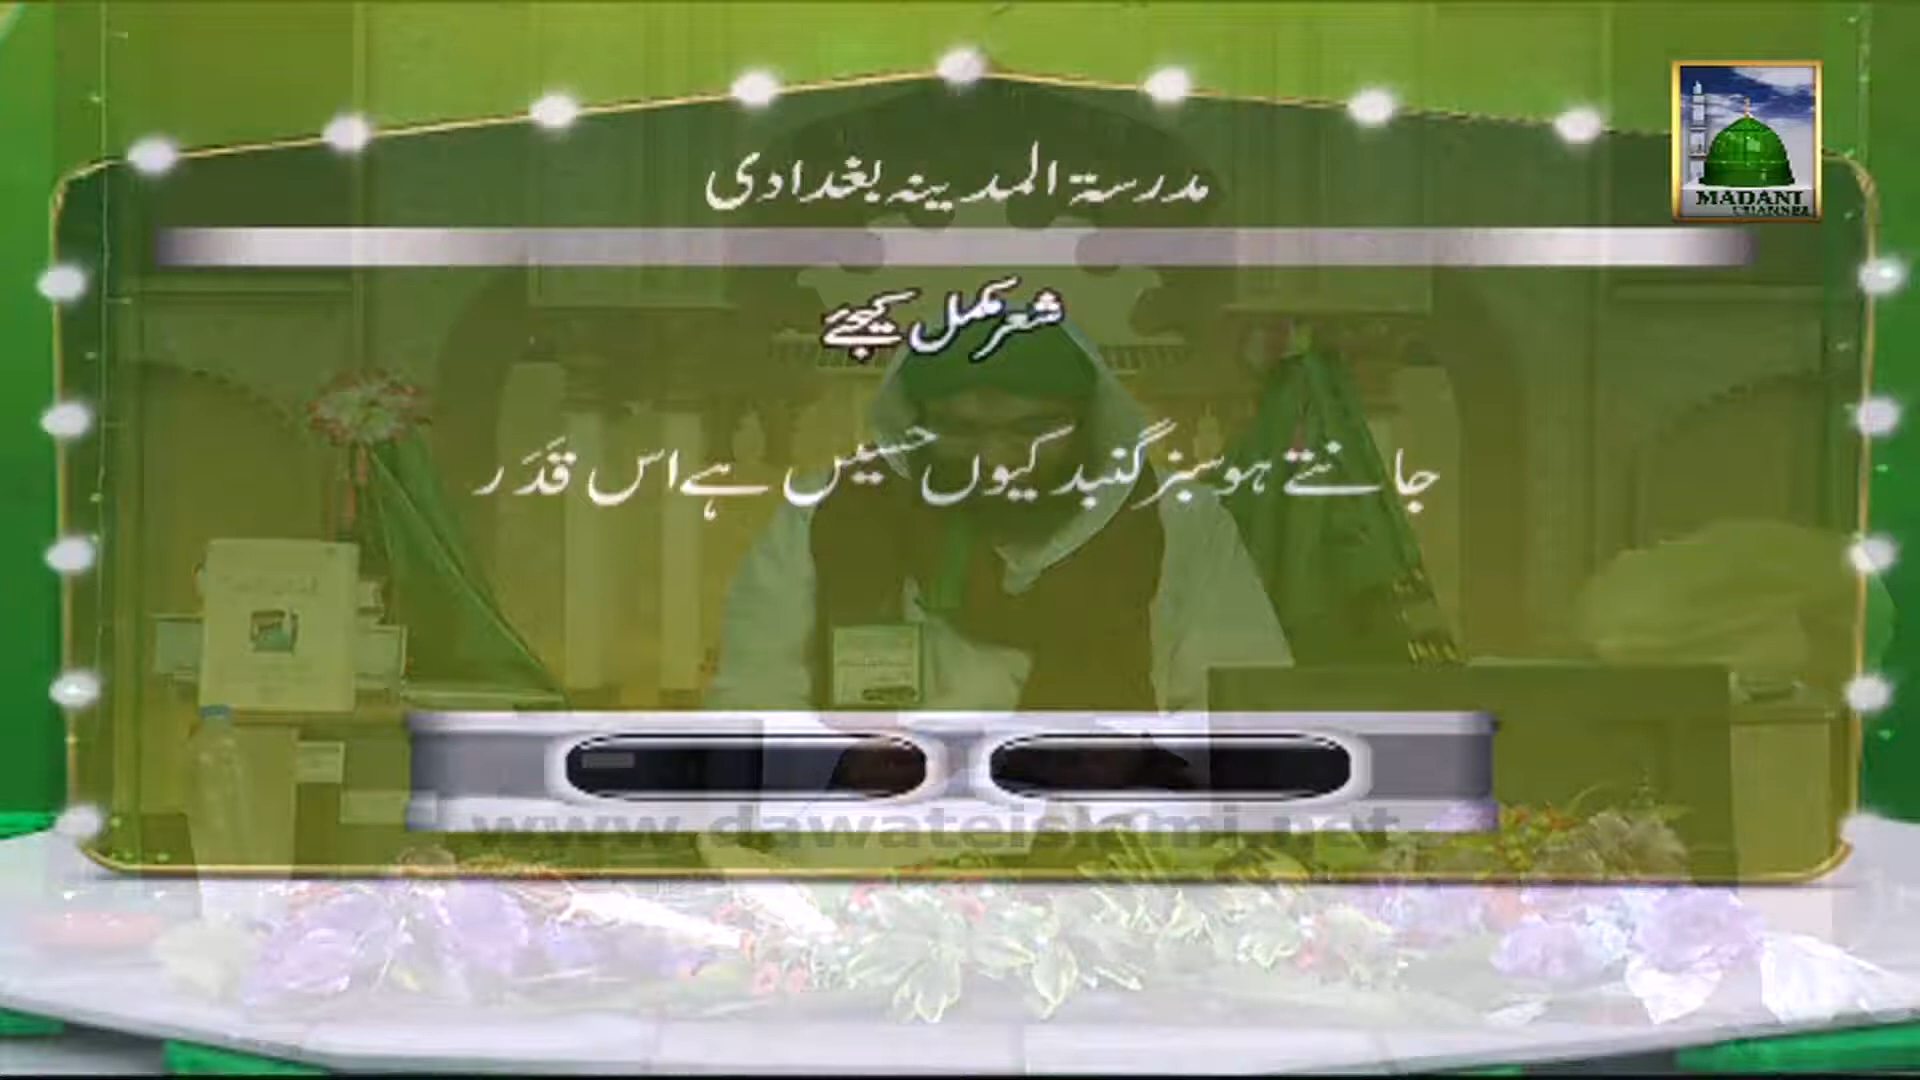 مدرسۃ المدینہ بغدادی
شعر مکمل کیجئے
جانتے ہو سبز گنبد کیوں حسیں ہے اس قدَر
MADANI
CHANNEL
www.dawateislami.net